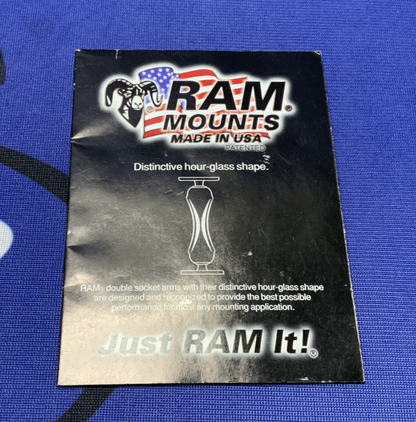 RAM®
MOUNTS
MADE IN USA
PATENTED
Distinctive hour-glass shape.
RAM® double socket arms with their distinctive hour-glass shape
are designed and recognized to provide the best possible
performance for most any mounting application.
Just RAM It!®